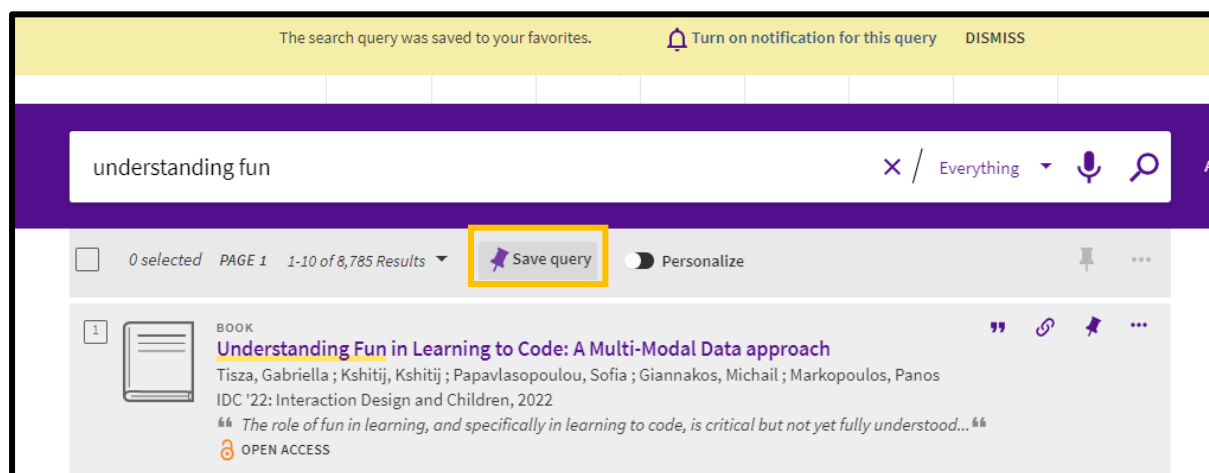 The search query was saved to your favorites. Turn on notification for this query DISMISS
understanding fun Everything
0 selected PAGE 1 1-10 of 8,785 Results Save query Personalize
1
BOOK
Understanding Fun in Learning to Code: A Multi-Modal Data approach
Tisza, Gabriella ; Kshitij, Kshitij ; Papavlasopoulou, Sofia ; Giannakos, Michail ; Markopoulos, Panos
IDC '22: Interaction Design and Children, 2022
❝ The role of fun in learning, and specifically in learning to code, is critical but not yet fully understood... ❝
OPEN ACCESS